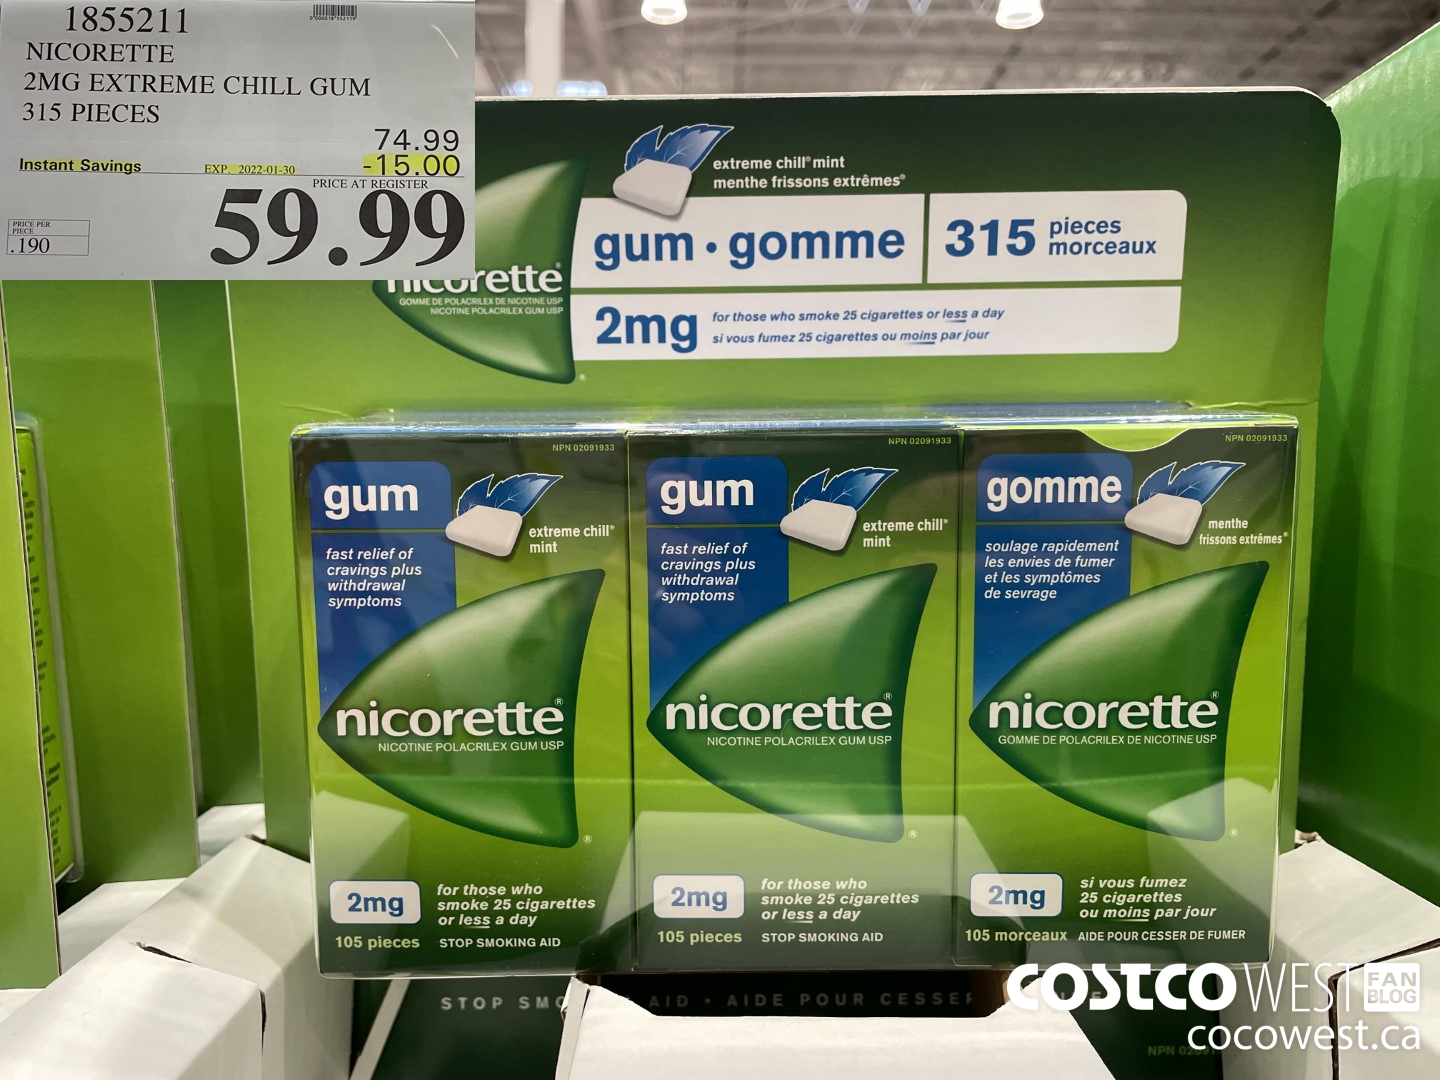 1855211
NICORETTE
2MG EXTREME CHILL GUM
315 PIECES
74.99
Instant Savings EXP. 2022-01-30 -15.00
PRICE AT REGISTER
59.99
PRICE PER
PIECE
.190
extreme chill® mint
menthe frissons extrêmes®
gum • gomme
315 pieces
morceaux
nicorette®
GOMME DE POLACRILEX DE NICOTINE USP
NICOTINE POLACRILEX GUM USP
2mg
for those who smoke 25 cigarettes or less a day
si vous fumez 25 cigarettes ou moins par jour
NPN 02091933
gum
extreme chill®
mint
fast relief of
cravings plus
withdrawal
symptoms
nicorette®
NICOTINE POLACRILEX GUM USP
2mg
for those who
smoke 25 cigarettes
or less a day
105 pieces STOP SMOKING AID
NPN 02091933
gum
extreme chill®
mint
fast relief of
cravings plus
withdrawal
symptoms
nicorette®
NICOTINE POLACRILEX GUM USP
2mg
for those who
smoke 25 cigarettes
or less a day
105 pieces STOP SMOKING AID
NPN 02091933
gomme
menthe
frissons extrêmes®
soulage rapidement
les envies de fumer
et les symptômes
de sevrage
nicorette®
GOMME DE POLACRILEX DE NICOTINE USP
2mg
si vous fumez
25 cigarettes
ou moins par jour
105 morceaux AIDE POUR CESSER DE FUMER
STOP SMO AID • AIDE POUR CESSER
COSTCO WEST FAN BLOG
cocowest.ca